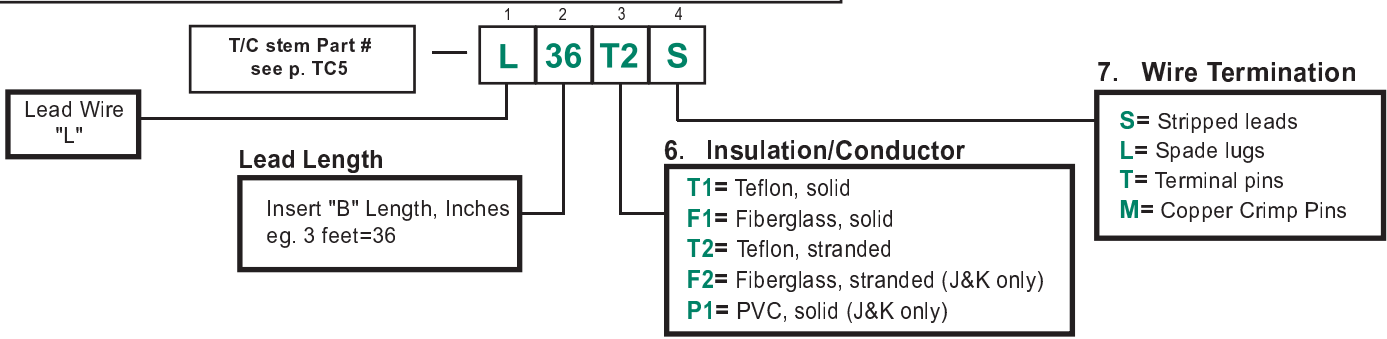 1 2 3 4
T/C stem Part #
see p. TC5
L 36 T2 S
Lead Wire
"L"
Lead Length
Insert "B" Length, Inches
eg. 3 feet=36
6. Insulation/Conductor
T1= Teflon, solid
F1= Fiberglass, solid
T2= Teflon, stranded
F2= Fiberglass, stranded (J&K only)
P1= PVC, solid (J&K only)
7. Wire Termination
S= Stripped leads
L= Spade lugs
T= Terminal pins
M= Copper Crimp Pins